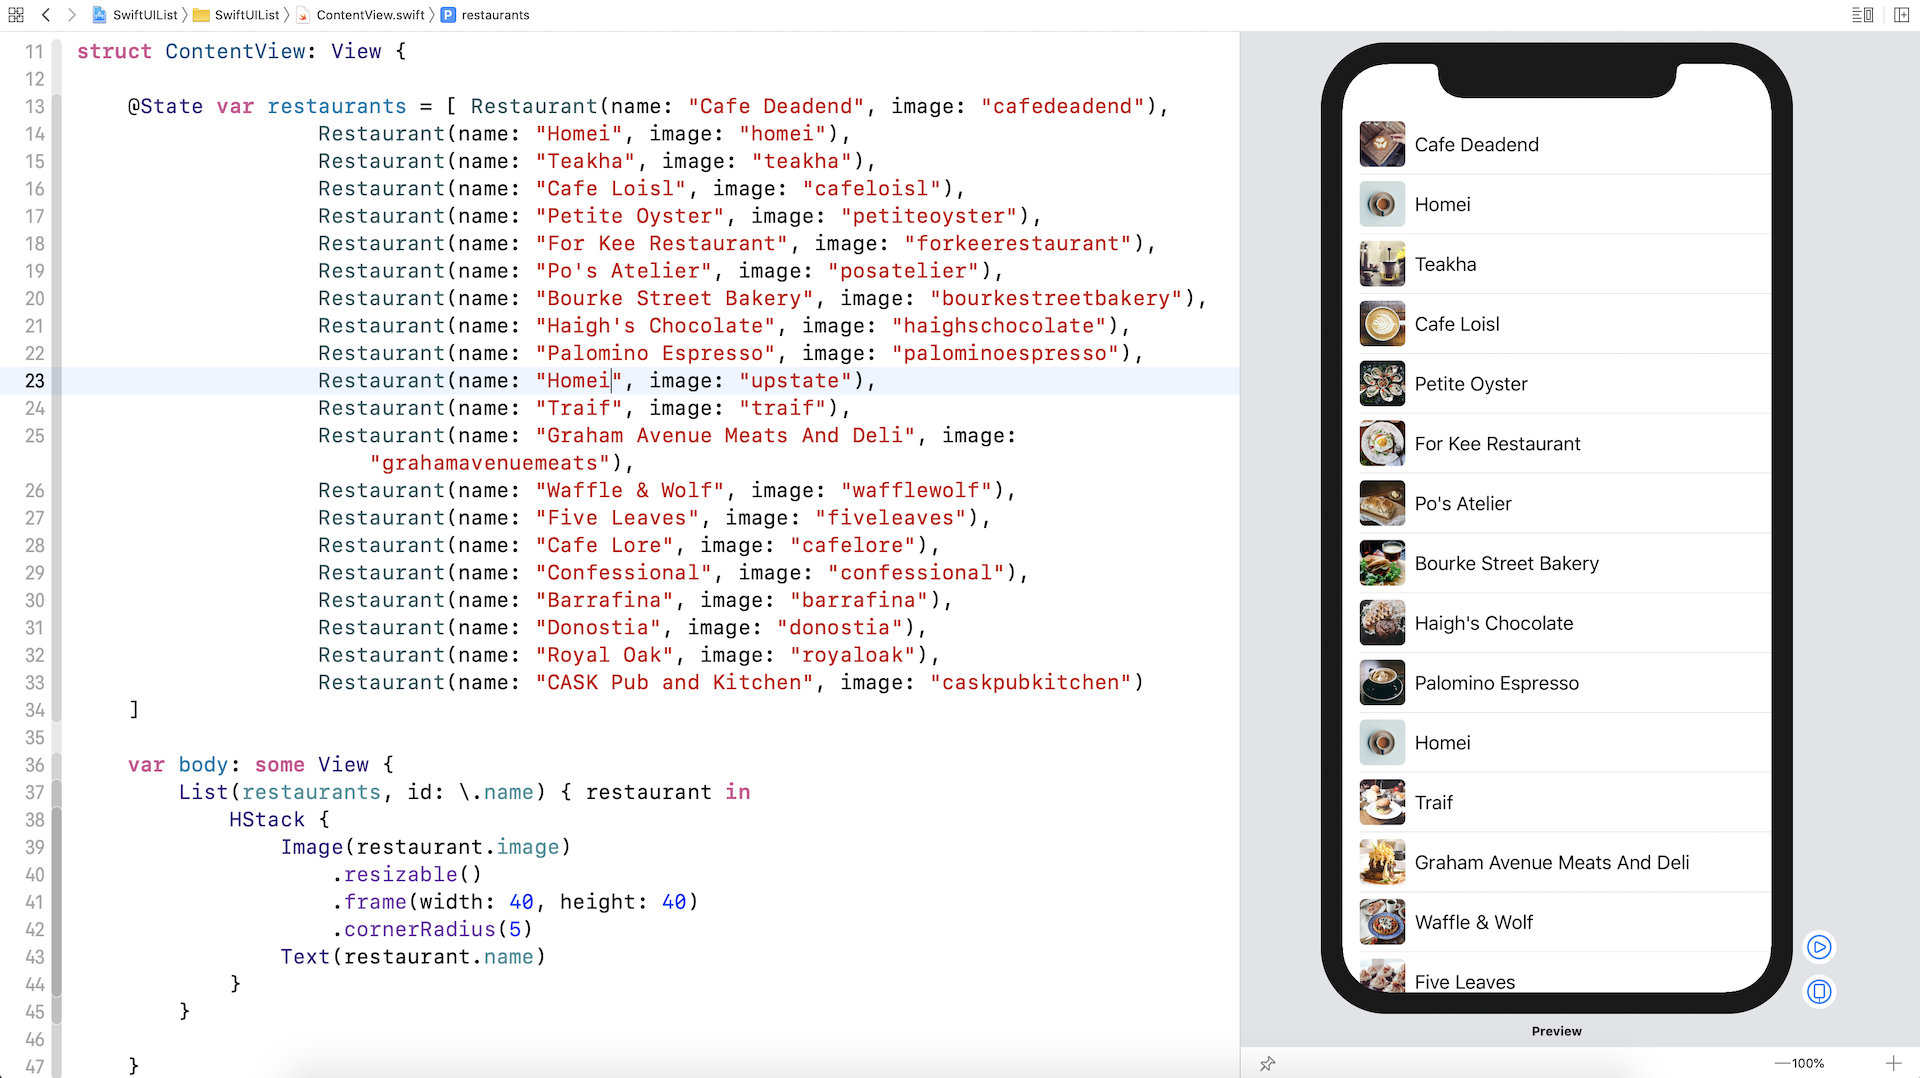 SwiftUIList SwiftUIList ContentView.swift P restaurants
11 struct ContentView: View {
12
13 @State var restaurants = [ Restaurant(name: "Cafe Deadend", image: "cafedeadend"),
14 Restaurant(name: "Homei", image: "homei"),
15 Restaurant(name: "Teakha", image: "teakha"),
16 Restaurant(name: "Cafe Loisl", image: "cafeloisl"),
17 Restaurant(name: "Petite Oyster", image: "petiteoyster"),
18 Restaurant(name: "For Kee Restaurant", image: "forkeerestaurant"),
19 Restaurant(name: "Po's Atelier", image: "posatelier"),
20 Restaurant(name: "Bourke Street Bakery", image: "bourkestreetbakery"),
21 Restaurant(name: "Haigh's Chocolate", image: "haighschocolate"),
22 Restaurant(name: "Palomino Espresso", image: "palominoespresso"),
23 Restaurant(name: "Homei", image: "upstate"),
24 Restaurant(name: "Traif", image: "traif"),
25 Restaurant(name: "Graham Avenue Meats And Deli", image:
"grahamavenuemeats"),
26 Restaurant(name: "Waffle & Wolf", image: "wafflewolf"),
27 Restaurant(name: "Five Leaves", image: "fiveleaves"),
28 Restaurant(name: "Cafe Lore", image: "cafelore"),
29 Restaurant(name: "Confessional", image: "confessional"),
30 Restaurant(name: "Barrafina", image: "barrafina"),
31 Restaurant(name: "Donostia", image: "donostia"),
32 Restaurant(name: "Royal Oak", image: "royaloak"),
33 Restaurant(name: "CASK Pub and Kitchen", image: "caskpubkitchen")
34 ]
35
36 var body: some View {
37 List(restaurants, id: \.name) { restaurant in
38 HStack {
39 Image(restaurant.image)
40 .resizable()
41 .frame(width: 40, height: 40)
42 .cornerRadius(5)
43 Text(restaurant.name)
44 }
45 }
46
47 }
Cafe Deadend
Homei
Teakha
Cafe Loisl
Petite Oyster
For Kee Restaurant
Po's Atelier
Bourke Street Bakery
Haigh's Chocolate
Palomino Espresso
Homei
Traif
Graham Avenue Meats And Deli
Waffle & Wolf
Five Leaves
Preview
100%